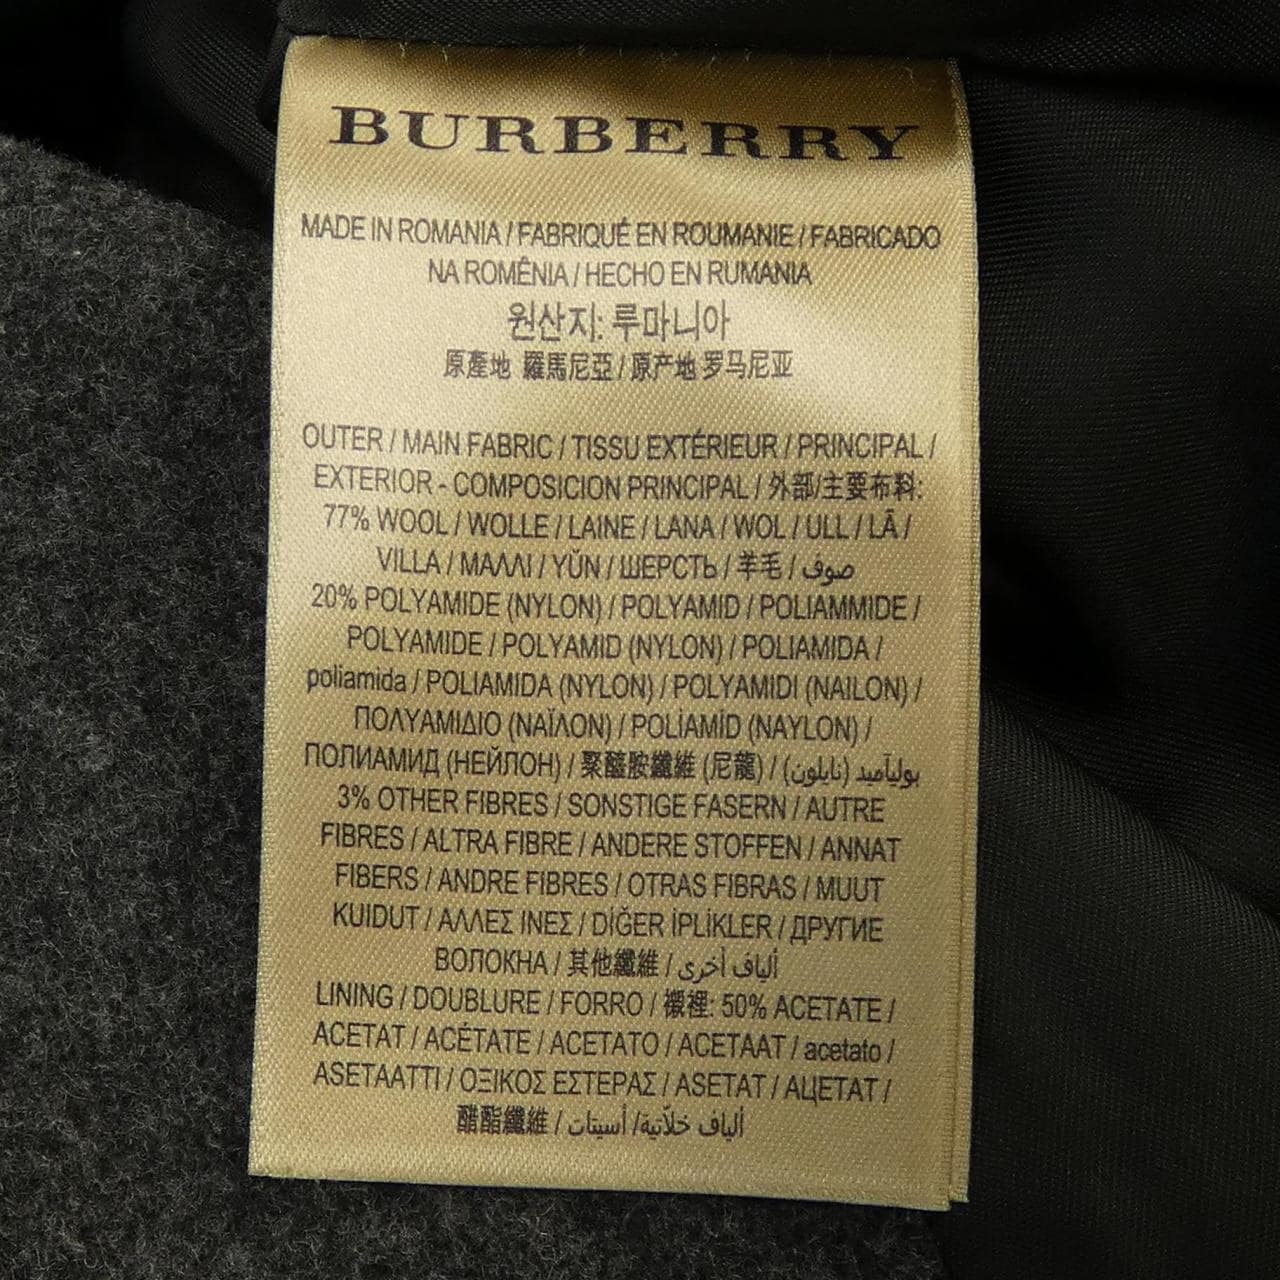 BURBERRY
MADE IN ROMANIA / FABRIQUÉ EN ROUMANIE / FABRICADO
NA ROMÊNIA / HECHO EN RUMANIA
원산지: 루마니아
原產地 羅馬尼亞 / 原产地 罗马尼亚
OUTER / MAIN FABRIC / TISSU EXTÉRIEUR / PRINCIPAL /
EXTERIOR - COMPOSICION PRINCIPAL / 外部/主要布料:
77% WOOL / WOLLE / LAINE / LANA / WOL / ULL / LÃ /
VILLA / ΜΑΛΛΙ / YŬN / ШЕРСТЬ / 羊毛 / صوف
20% POLYAMIDE (NYLON) / POLYAMID / POLIAMMIDE /
POLYAMIDE / POLYAMID (NYLON) / POLIAMIDA /
poliamida / POLIAMIDA (NYLON) / POLYAMIDI (NAILON) /
ΠΟΛΥΑΜΙΔΙΟ (ΝΑΪΛΟΝ) / POLİAMİD (NAYLON) /
ПОЛИАМИД (НЕЙЛОН) / 聚醯胺纖維 (尼龍) / بوليآميد (نايلون)
3% OTHER FIBRES / SONSTIGE FASERN / AUTRE
FIBRES / ALTRA FIBRE / ANDERE STOFFEN / ANNAT
FIBERS / ANDRE FIBRES / OTRAS FIBRAS / MUUT
KUIDUT / ΑΛΛΕΣ ΙΝΕΣ / DİĞER İPLİKLER / ДРУГИЕ
ВОЛОКНА / 其他纖維 / ألياف أخرى
LINING / DOUBLURE / FORRO / 襯裡: 50% ACETATE /
ACETAT / ACÉTATE / ACETATO / ACETAAT / acetato /
ASETAATTI / ΟΞΙΚΟΣ ΕΣΤΕΡΑΣ / ASETAT / АЦЕТАТ /
醋酯纖維 / ألياف خلاّتية/ أسيتات